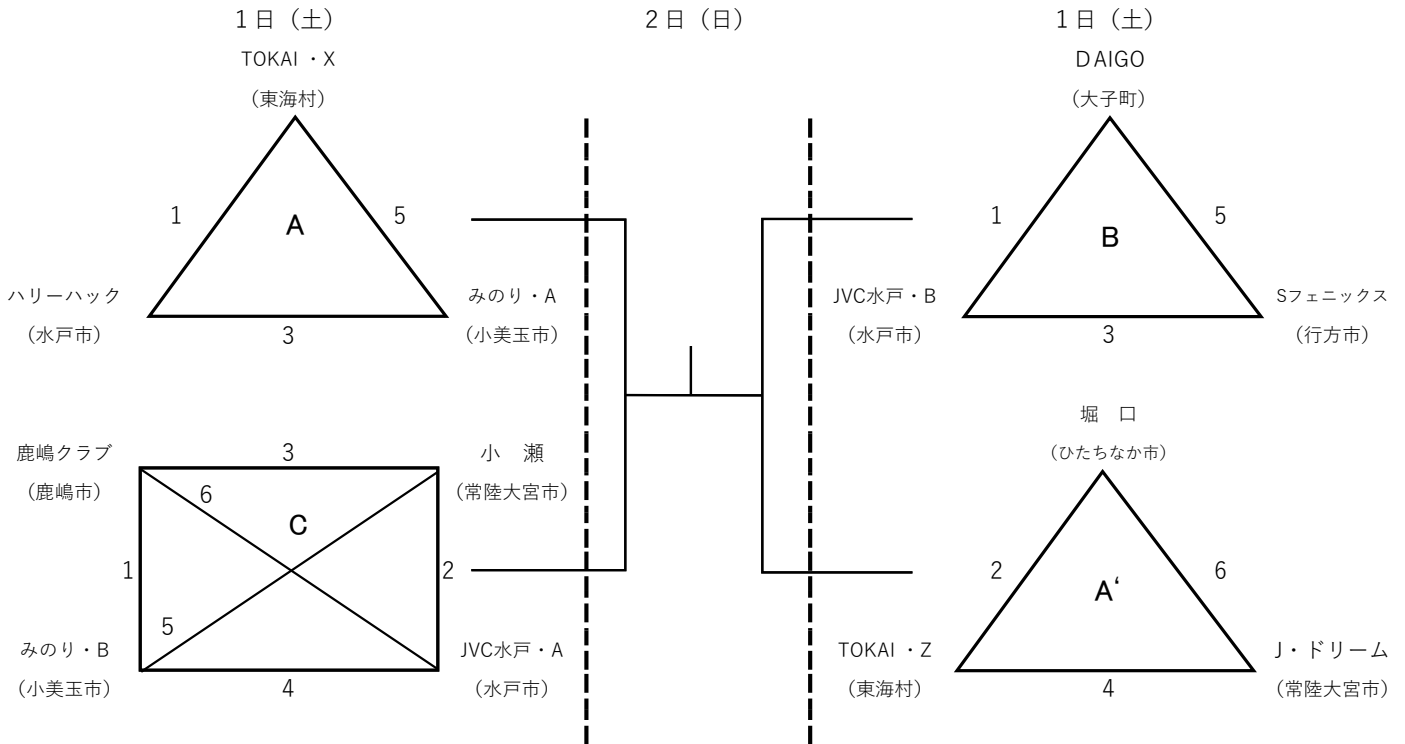 1日（土）
2日（日）
1日（土）
TOKAI ・X
（東海村）
1
A
5
ハリーハック
（水戸市）
3
みのり・A
（小美玉市）
DAIGO
（大子町）
1
B
5
JVC水戸・B
（水戸市）
3
Sフェニックス
（行方市）
鹿嶋クラブ
（鹿嶋市）
3
小　瀬
（常陸大宮市）
6
C
1
2
5
みのり・B
（小美玉市）
4
JVC水戸・A
（水戸市）
堀　口
（ひたちなか市）
2
A‘
6
TOKAI ・Z
（東海村）
4
J・ドリーム
（常陸大宮市）